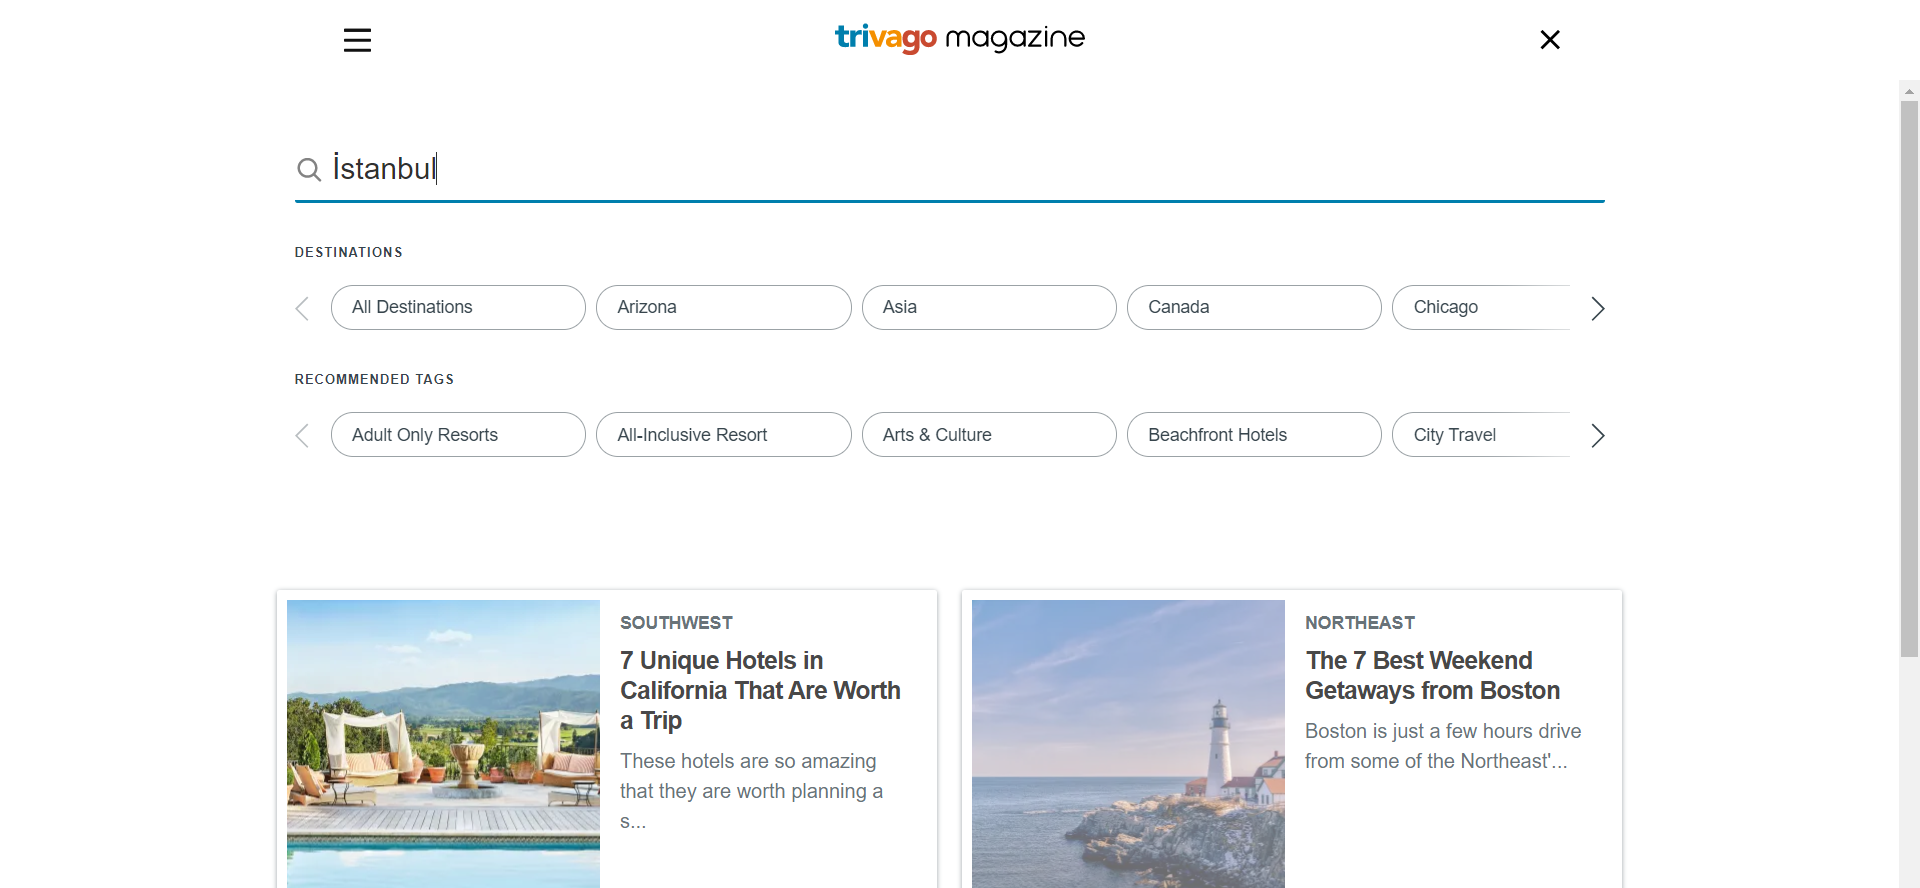 trivago magazine
İstanbul
DESTINATIONS
All Destinations
Arizona
Asia
Canada
Chicago
RECOMMENDED TAGS
Adult Only Resorts
All-Inclusive Resort
Arts & Culture
Beachfront Hotels
City Travel
SOUTHWEST
7 Unique Hotels in
California That Are Worth
a Trip
These hotels are so amazing
that they are worth planning a
s...
NORTHEAST
The 7 Best Weekend
Getaways from Boston
Boston is just a few hours drive
from some of the Northeast'...